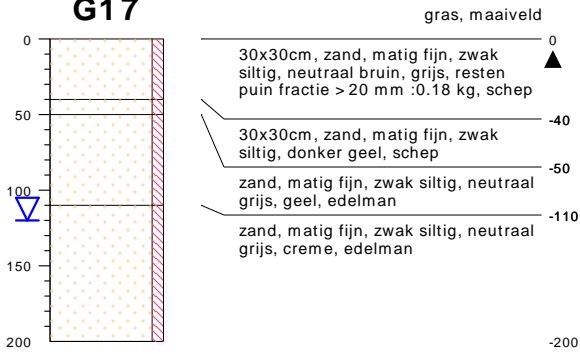 G17
gras, maaiveld
0
0
30x30cm, zand, matig fijn, zwak
siltig, neutraal bruin, grijs, resten
puin fractie > 20 mm :0.18 kg, schep
-40
50
30x30cm, zand, matig fijn, zwak
siltig, donker geel, schep
-50
zand, matig fijn, zwak siltig, neutraal
grijs, geel, edelman
100
-110
zand, matig fijn, zwak siltig, neutraal
grijs, creme, edelman
150
200
-200